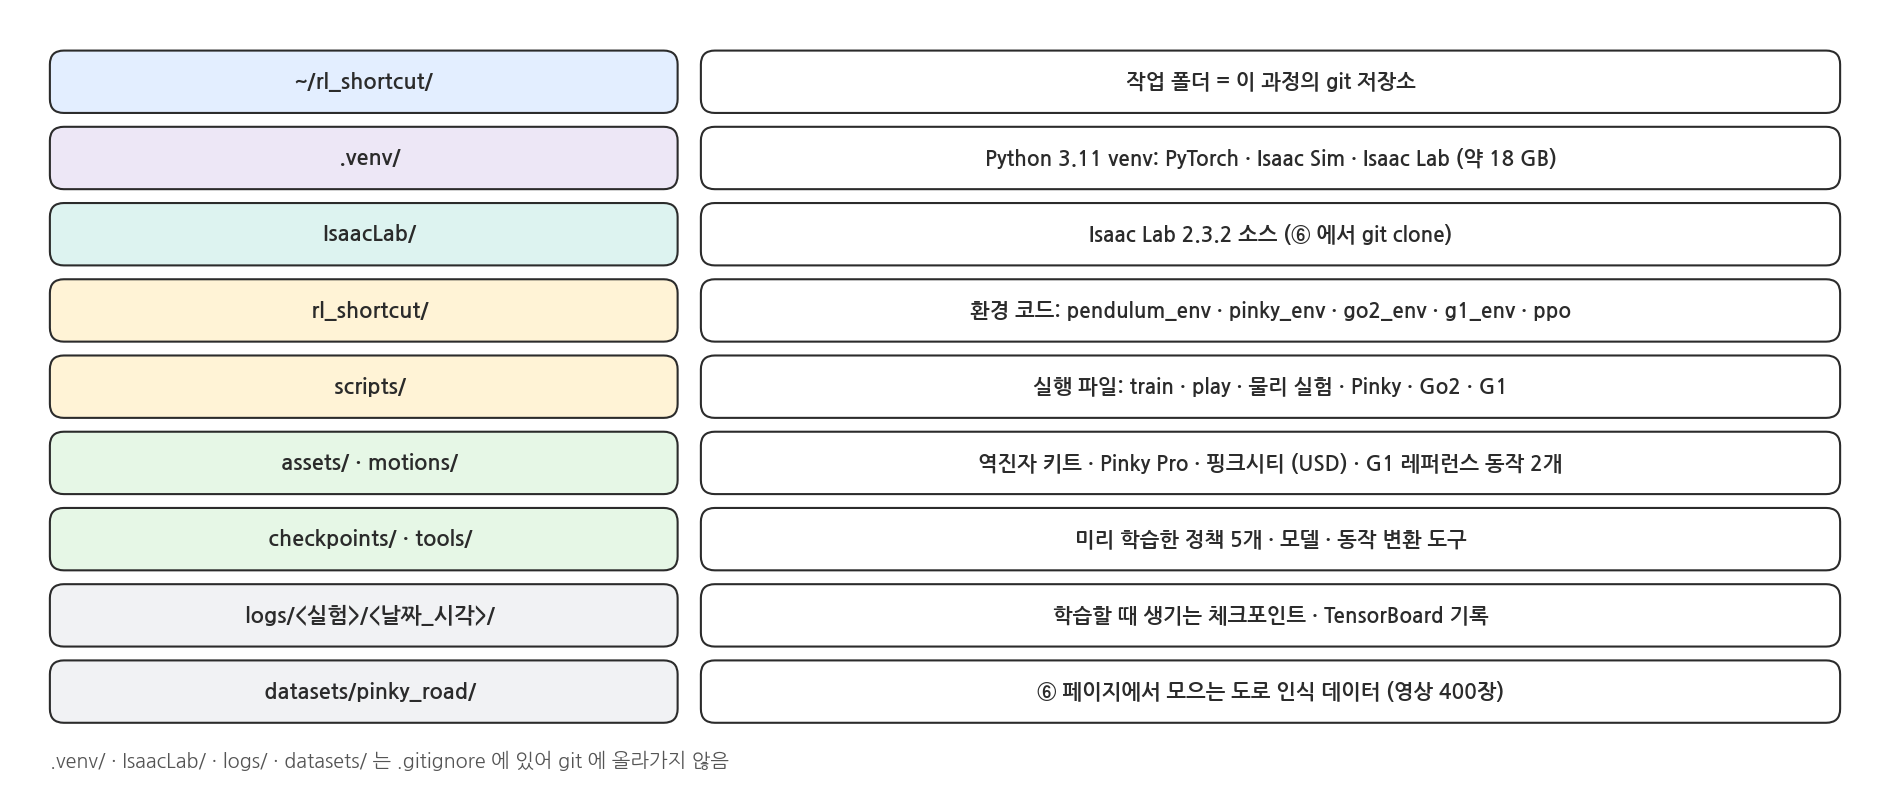 ~/rl_shortcut/
작업 폴더 = 이 과정의 git 저장소
.venv/
Python 3.11 venv: PyTorch · Isaac Sim · Isaac Lab (약 18 GB)
IsaacLab/
Isaac Lab 2.3.2 소스 (⑥ 에서 git clone)
rl_shortcut/
환경 코드: pendulum_env · pinky_env · go2_env · g1_env · ppo
scripts/
실행 파일: train · play · 물리 실험 · Pinky · Go2 · G1
assets/ · motions/
역진자 키트 · Pinky Pro · 핑크시티 (USD) · G1 레퍼런스 동작 2개
checkpoints/ · tools/
미리 학습한 정책 5개 · 모델 · 동작 변환 도구
logs/<실험>/<날짜_시각>/
학습할 때 생기는 체크포인트 · TensorBoard 기록
datasets/pinky_road/
⑥ 페이지에서 모으는 도로 인식 데이터 (영상 400장)
.venv/ · IsaacLab/ · logs/ · datasets/ 는 .gitignore 에 있어 git 에 올라가지 않음